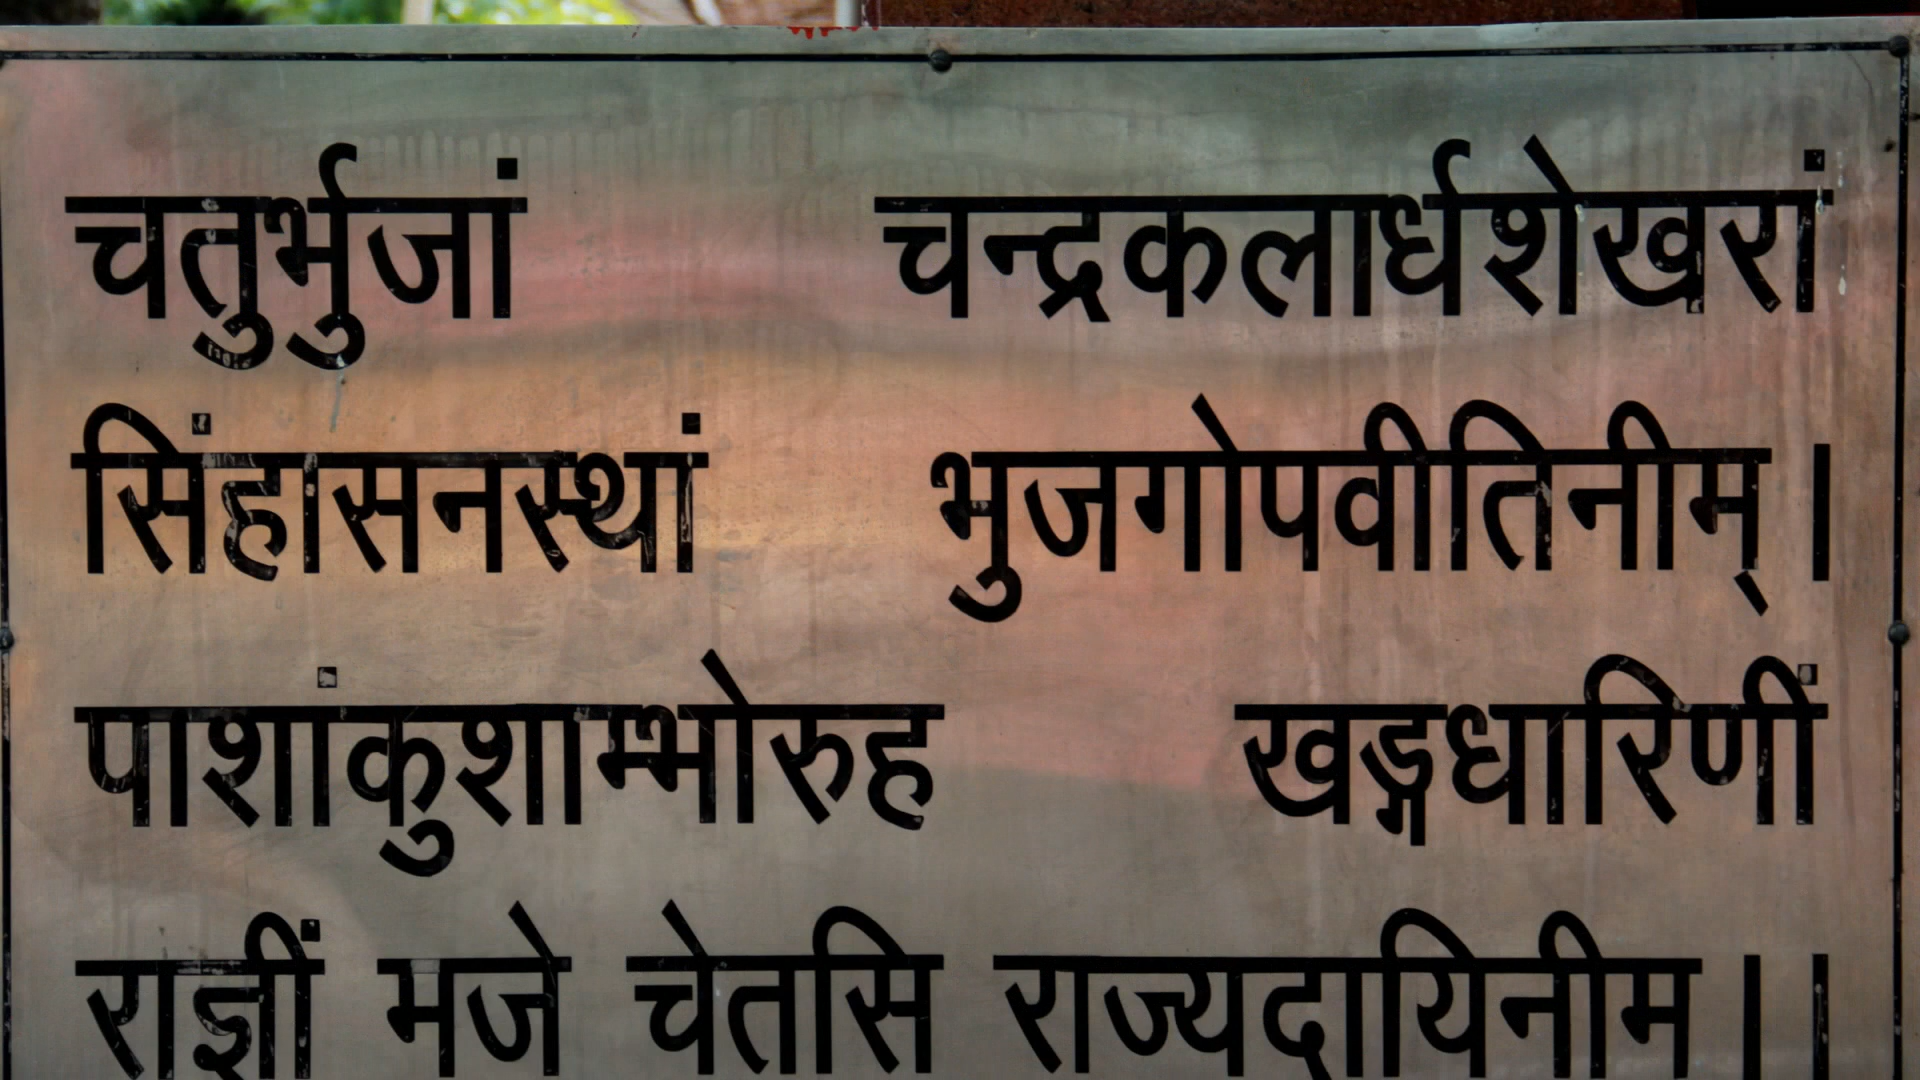 चतुर्भुजां चन्द्रकलार्धशेखरां
सिंहासनस्थां भुजगोपवीतिनीम् ।
पाशांकुशाम्भोरुह खड्गधारिणीं
राज्ञीं भजे चेतसि राज्यदायिनीम ।।